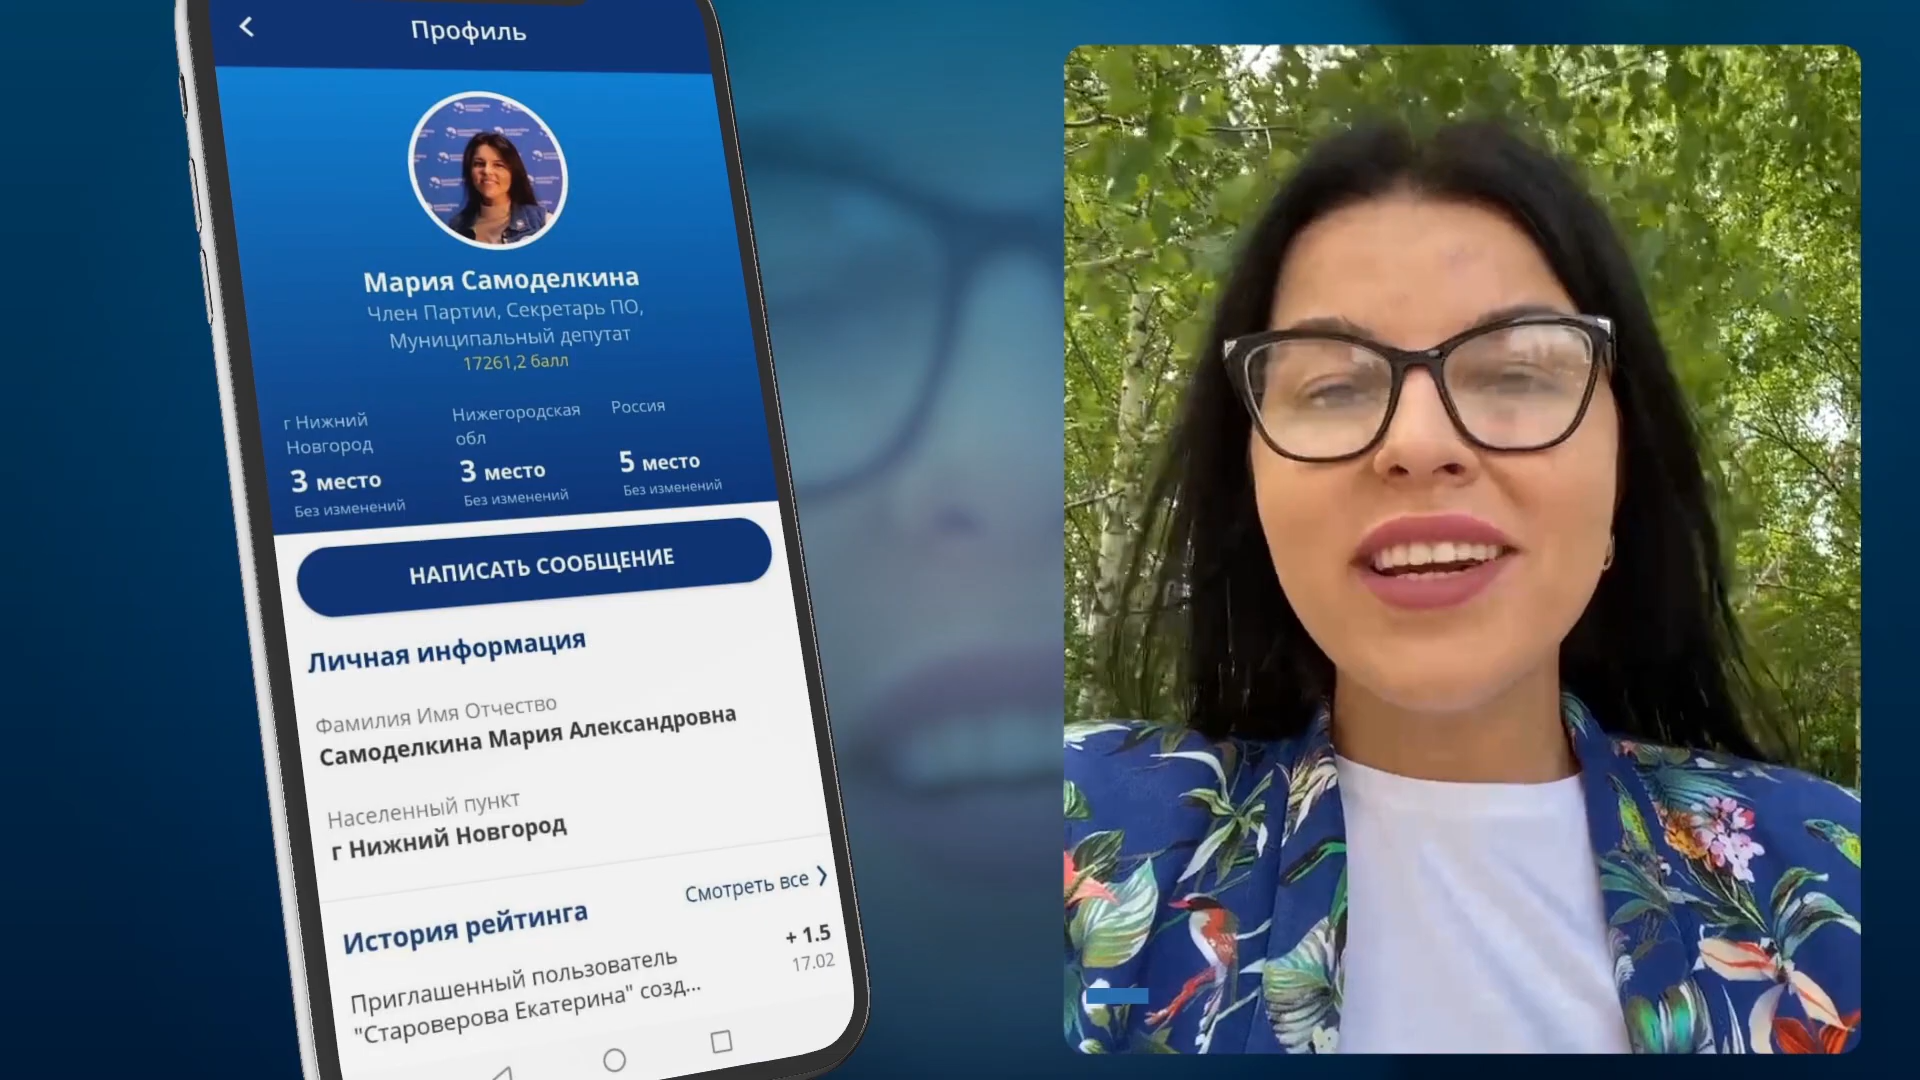 Профиль
Мария Самоделкина
Член Партии, Секретарь ПО,
Муниципальный депутат
17261,2 балл
г Нижний
Новгород
3 место
Без изменений
Нижегородская
обл
3 место
Без изменений
Россия
5 место
Без изменений
НАПИСАТЬ СООБЩЕНИЕ
Личная информация
Фамилия Имя Отчество
Самоделкина Мария Александровна
Населенный пункт
г Нижний Новгород
История рейтинга
Смотреть все
Приглашенный пользователь
"Староверова Екатерина" созд...
+ 1.5
17.02